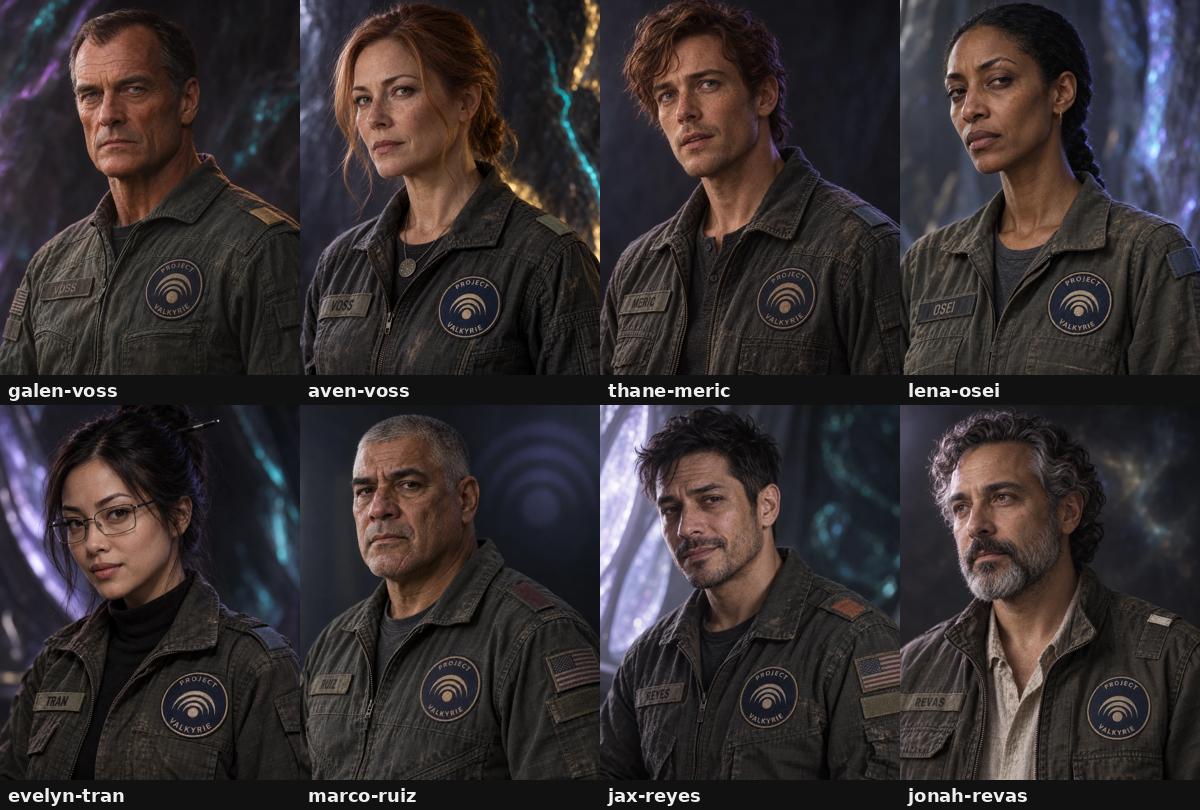 VOSS
PROJECT
VALKYRIE
VOSS
PROJECT
VALKYRIE
MERIC
PROJECT
VALKYRIE
OSEI
PROJECT
VALKYRIE
galen-voss
aven-voss
thane-meric
lena-osei
TRAN
PROJECT
VALKYRIE
RUIZ
PROJECT
VALKYRIE
REYES
PROJECT
VALKYRIE
REVAS
PROJECT
VALKYRIE
evelyn-tran
marco-ruiz
jax-reyes
jonah-revas